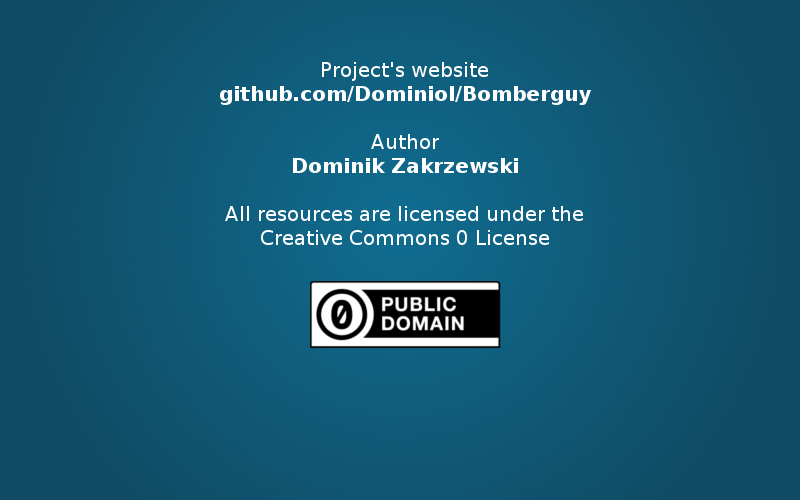 Project's website
github.com/Dominiol/Bomberguy
Author
Dominik Zakrzewski
All resources are licensed under the
Creative Commons 0 License
0 PUBLIC
DOMAIN